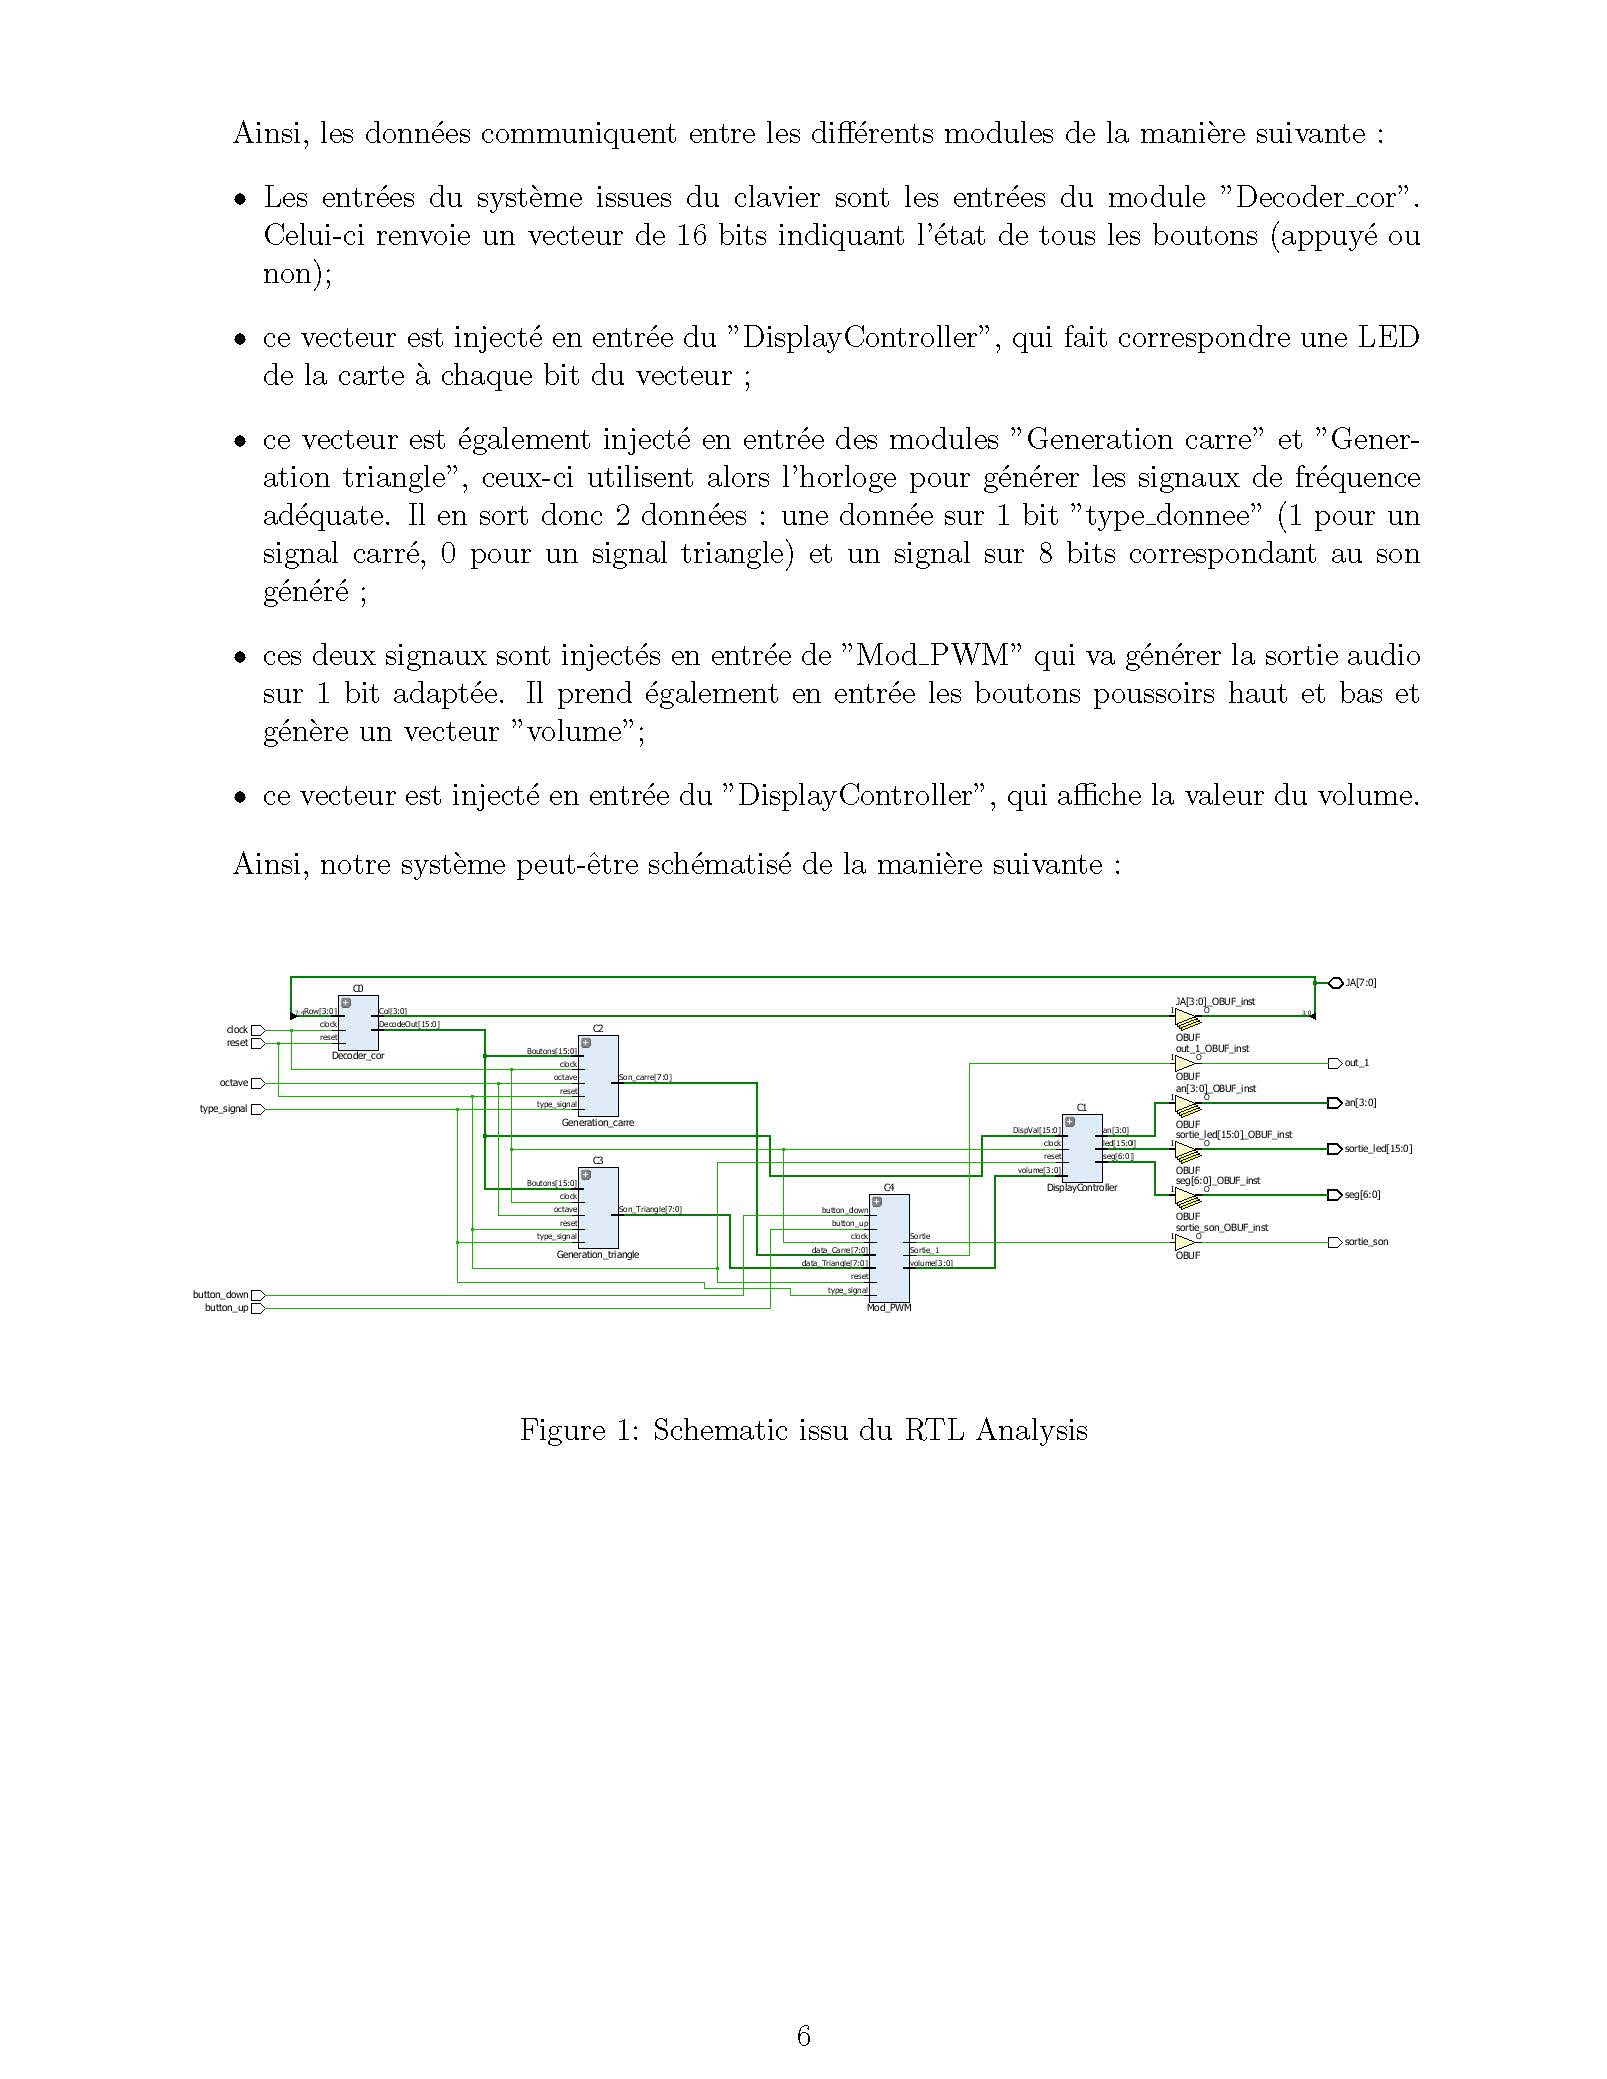 Ainsi, les données communiquent entre les différents modules de la manière suivante :
• Les entrées du système issues du clavier sont les entrées du module ”Decoder_cor”.
Celui-ci renvoie un vecteur de 16 bits indiquant l'état de tous les boutons (appuyé ou
non);
• ce vecteur est injecté en entrée du ”DisplayController”, qui fait correspondre une LED
de la carte à chaque bit du vecteur ;
• ce vecteur est également injecté en entrée des modules ”Generation carre” et ”Gener-
ation triangle”, ceux-ci utilisent alors l'horloge pour générer les signaux de fréquence
adéquate. Il en sort donc 2 données : une donnée sur 1 bit ”type_donnee” (1 pour un
signal carré, 0 pour un signal triangle) et un signal sur 8 bits correspondant au son
généré ;
• ces deux signaux sont injectés en entrée de ”Mod_PWM” qui va générer la sortie audio
sur 1 bit adaptée. Il prend également en entrée les boutons poussoirs haut et bas et
génère un vecteur ”volume”;
• ce vecteur est injecté en entrée du ”DisplayController”, qui affiche la valeur du volume.
Ainsi, notre système peut-être schématisé de la manière suivante :
clock
reset
octave
type_signal
button_down
button_up
C0
7:4
Row[3:0]
clock
reset
Col[3:0]
DecodeOut[15:0]
Decoder_cor
C2
Boutons[15:0]
clock
octave
reset
type_signal
Son_carre[7:0]
Generation_carre
C3
Boutons[15:0]
clock
octave
reset
type_signal
Son_Triangle[7:0]
Generation_triangle
C4
button_down
button_up
clock
data_Carre[7:0]
data_Triangle[7:0]
reset
type_signal
Sortie
Sortie_1
volume[3:0]
Mod_PWM
C1
DispVal[15:0]
clock
reset
volume[3:0]
an[3:0]
led[15:0]
seg[6:0]
DisplayController
JA[3:0]_OBUF_inst
I O
OBUF
3:0
out_1_OBUF_inst
I O
OBUF
an[3:0]_OBUF_inst
I O
OBUF
sortie_led[15:0]_OBUF_inst
I O
OBUF
seg[6:0]_OBUF_inst
I O
OBUF
sortie_son_OBUF_inst
I O
OBUF
JA[7:0]
out_1
an[3:0]
sortie_led[15:0]
seg[6:0]
sortie_son
Figure 1: Schematic issu du RTL Analysis
6